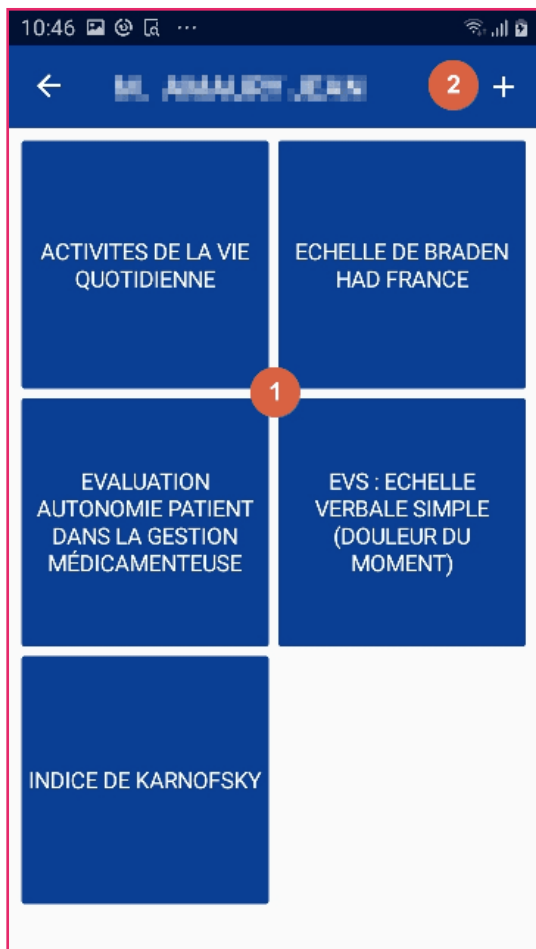 10:46
2
ACTIVITES DE LA VIE
QUOTIDIENNE
ECHELLE DE BRADEN
HAD FRANCE
1
EVALUATION
AUTONOMIE PATIENT
DANS LA GESTION
MÉDICAMENTEUSE
EVS : ECHELLE
VERBALE SIMPLE
(DOULEUR DU
MOMENT)
INDICE DE KARNOFSKY